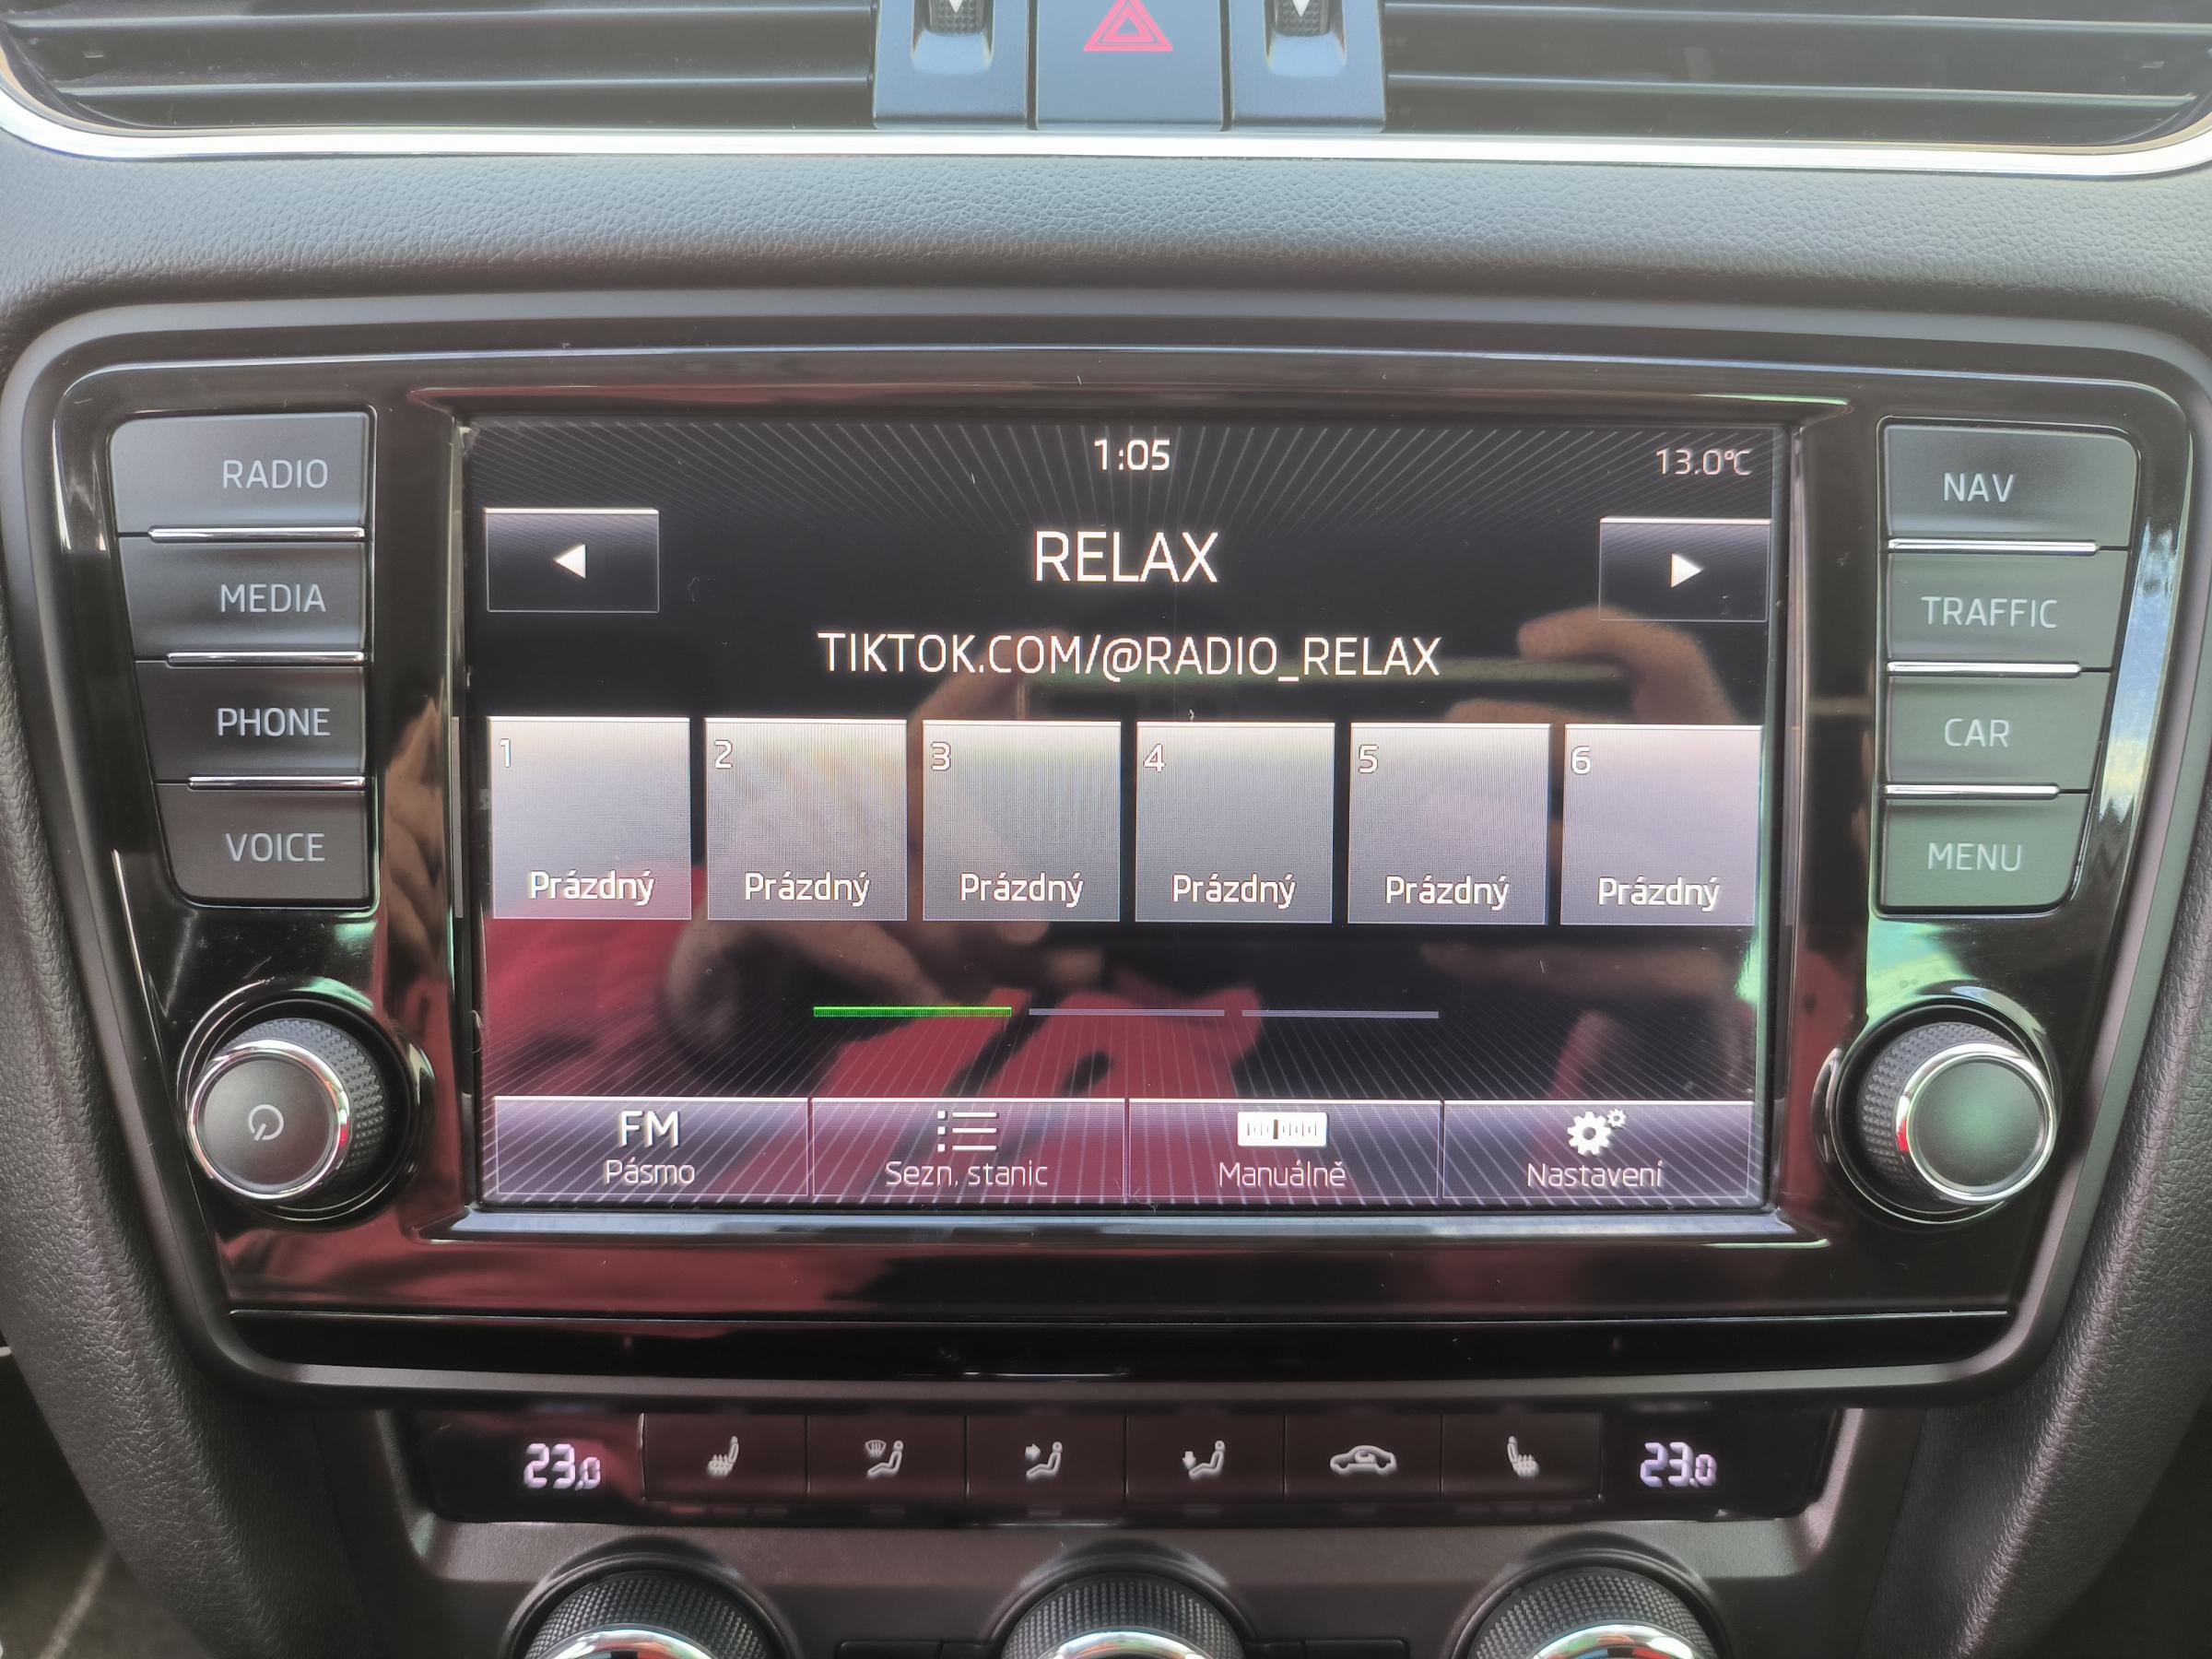 1:05
13.0°C
RELAX
TIKTOK.COM/@RADIO_RELAX
RADIO
MEDIA
PHONE
VOICE
NAV
TRAFFIC
CAR
MENU
1
Prázdný
2
Prázdný
3
Prázdný
4
Prázdný
5
Prázdný
6
Prázdný
FM
Pásmo
Sezn. stanic
Manuálně
Nastavení
23.0
23.0